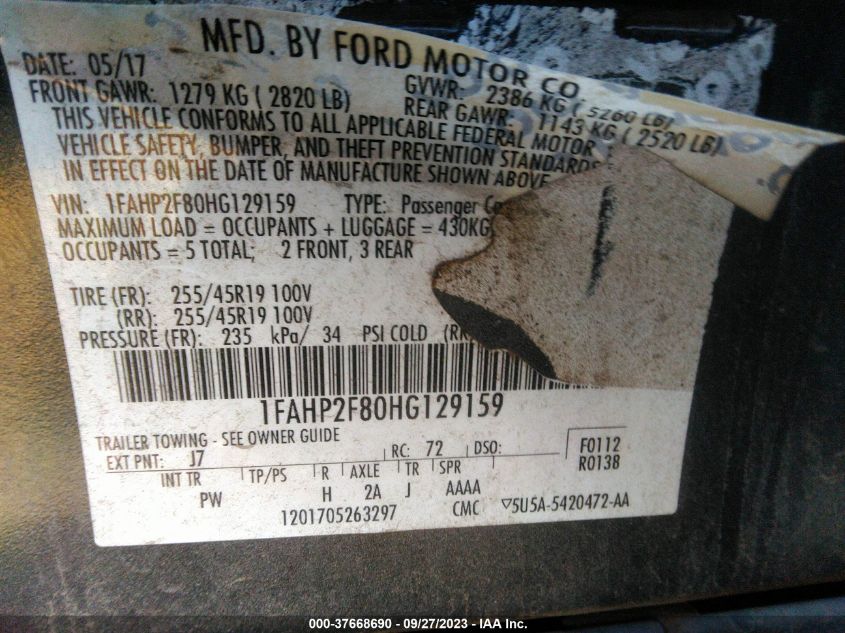 MFD. BY FORD MOTOR CO.
DATE: 05/17 GVWR: 2386 KG ( 5260 LB)
FRONT GAWR: 1279 KG ( 2820 LB) REAR GAWR: 1143 KG ( 2520 LB)
THIS VEHICLE CONFORMS TO ALL APPLICABLE FEDERAL MOTOR
VEHICLE SAFETY, BUMPER, AND THEFT PREVENTION STANDARDS
IN EFFECT ON THE DATE OF MANUFACTURE SHOWN ABOVE
VIN: 1FAHP2F80HG129159 TYPE: Passenger
MAXIMUM LOAD = OCCUPANTS + LUGGAGE = 430KG
OCCUPANTS = 5 TOTAL; 2 FRONT, 3 REAR
TIRE (FR): 255/45R19 100V
(RR): 255/45R19 100V
PRESSURE (FR): 235 kPa/ 34 PSI COLD
1FAHP2F80HG129159
TRAILER TOWING - SEE OWNER GUIDE
EXT PNT: J7 RC: 72 DSO: F0112
R0138
INT TR TP/PS R AXLE TR SPR
PW H 2A J AAAA
1201705263297 CMC ▽5U5A-5420472-AA
000-37668690 - 09/27/2023 - IAA Inc.